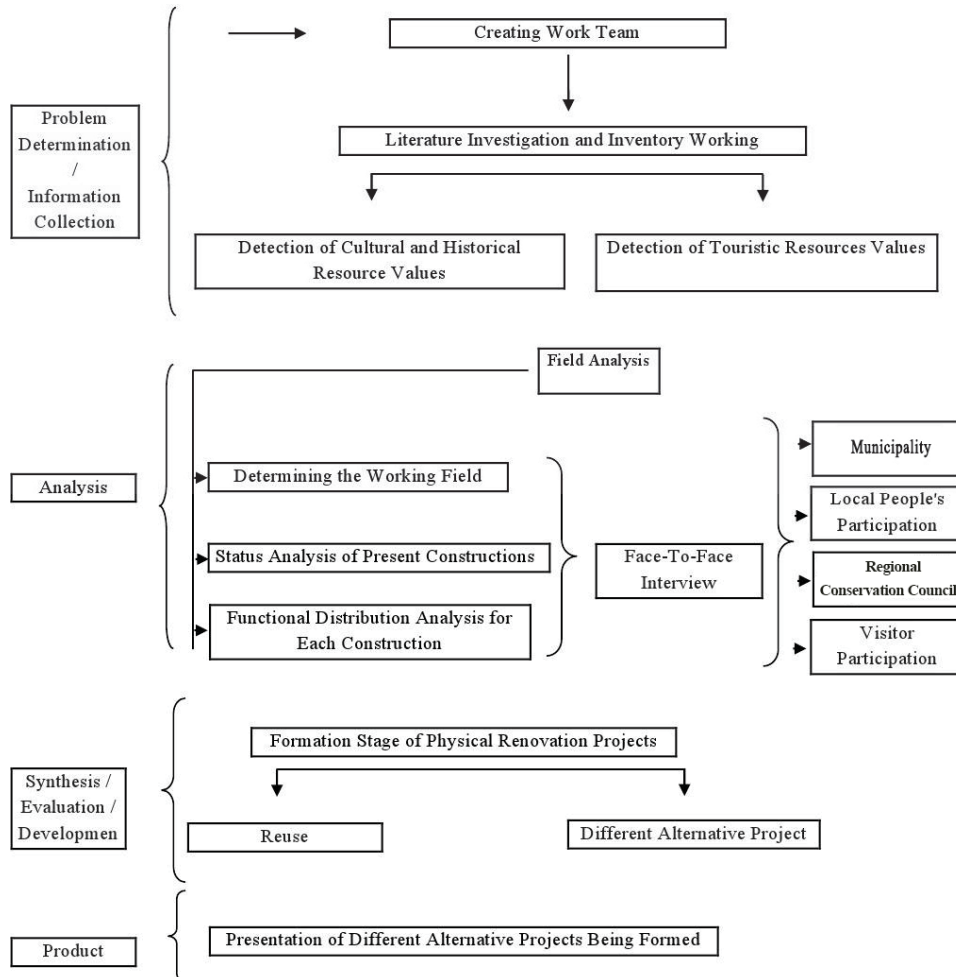 Creating Work Team
Problem
Determination
/
Information
Collection
Literature Investigation and Inventory Working
Detection of Cultural and Historical
Resource Values
Detection of Touristic Resources Values
Field Analysis
Analysis
Determining the Working Field
Status Analysis of Present Constructions
Functional Distribution Analysis for
Each Construction
Face-To-Face
Interview
Municipality
Local People's
Participation
Regional
Conservation Council
Visitor
Participation
Synthesis /
Evaluation /
Developmen
Formation Stage of Physical Renovation Projects
Reuse
Different Alternative Project
Product
Presentation of Different Alternative Projects Being Formed